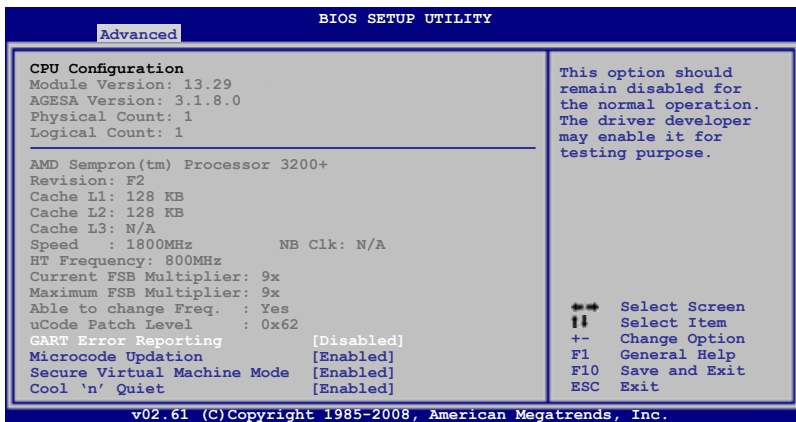 BIOS SETUP UTILITY
Advanced
CPU Configuration
Module Version: 13.29
AGESA Version: 3.1.8.0
Physical Count: 1
Logical Count: 1
AMD Sempron(tm) Processor 3200+
Revision: F2
Cache L1: 128 KB
Cache L2: 128 KB
Cache L3: N/A
Speed : 1800MHz NB Clk: N/A
HT Frequency: 800MHz
Current FSB Multiplier: 9x
Maximum FSB Multiplier: 9x
Able to change Freq. : Yes
uCode Patch Level : 0x62
GART Error Reporting [Disabled]
Microcode Updation [Enabled]
Secure Virtual Machine Mode [Enabled]
Cool ‘n’ Quiet [Enabled]
This option should
remain disabled for
the normal operation.
The driver developer
may enable it for
testing purpose.
Select Screen
Select Item
+- Change Option
F1 General Help
F10 Save and Exit
ESC Exit
v02.61 (C)Copyright 1985-2008, American Megatrends, Inc.